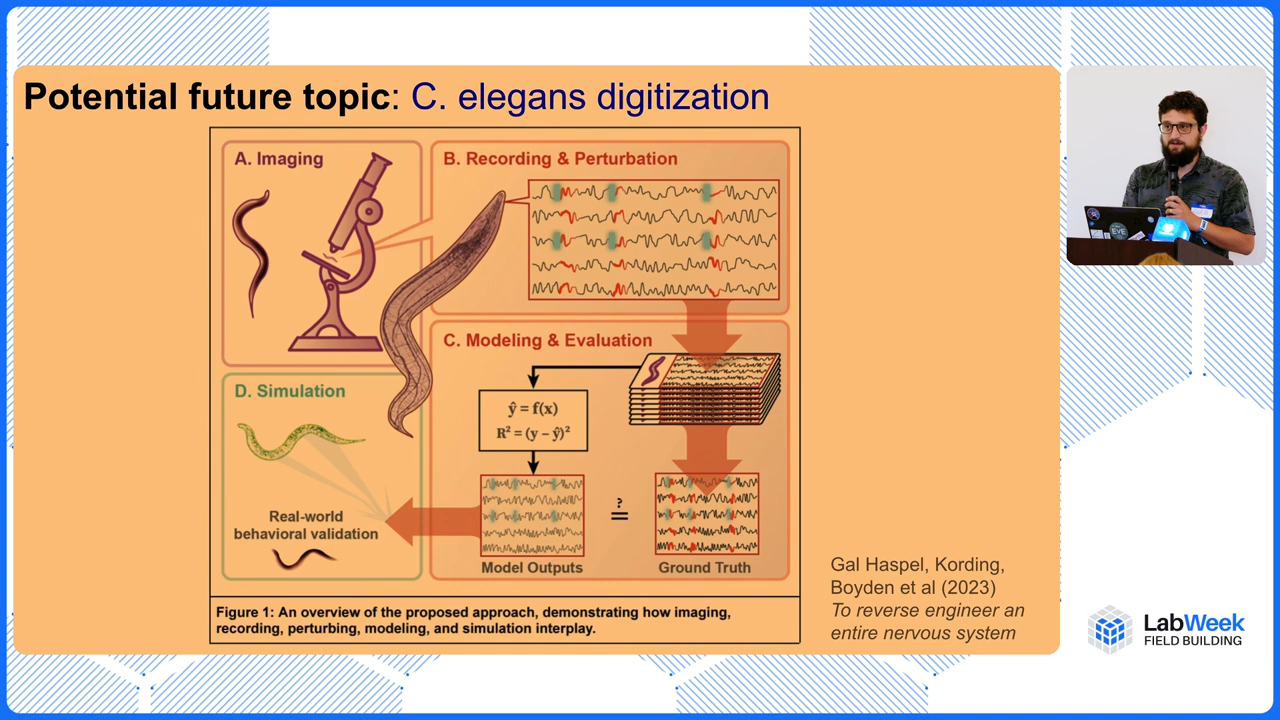 Potential future topic: C. elegans digitization
A. Imaging
B. Recording & Perturbation
C. Modeling & Evaluation
ŷ = f(x)
R² = (y – ŷ)²
?
=
Model Outputs
Ground Truth
D. Simulation
Real-world
behavioral validation
Figure 1: An overview of the proposed approach, demonstrating how imaging,
recording, perturbing, modeling, and simulation interplay.
Gal Haspel, Kording,
Boyden et al (2023)
To reverse engineer an
entire nervous system
LabWeek
FIELD BUILDING